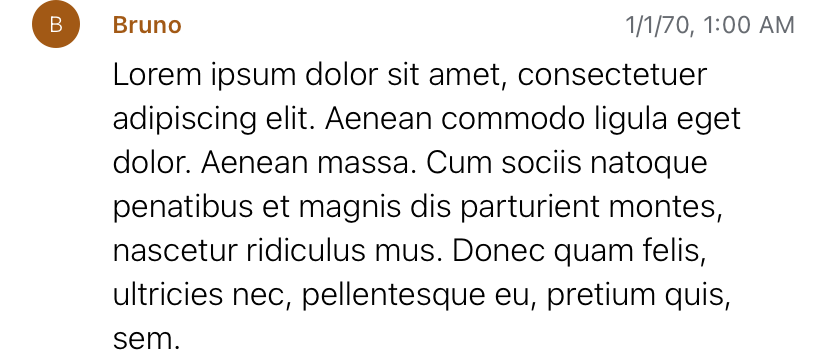 B Bruno 1/1/70, 1:00 AM
Lorem ipsum dolor sit amet, consectetuer
adipiscing elit. Aenean commodo ligula eget
dolor. Aenean massa. Cum sociis natoque
penatibus et magnis dis parturient montes,
nascetur ridiculus mus. Donec quam felis,
ultricies nec, pellentesque eu, pretium quis,
sem.